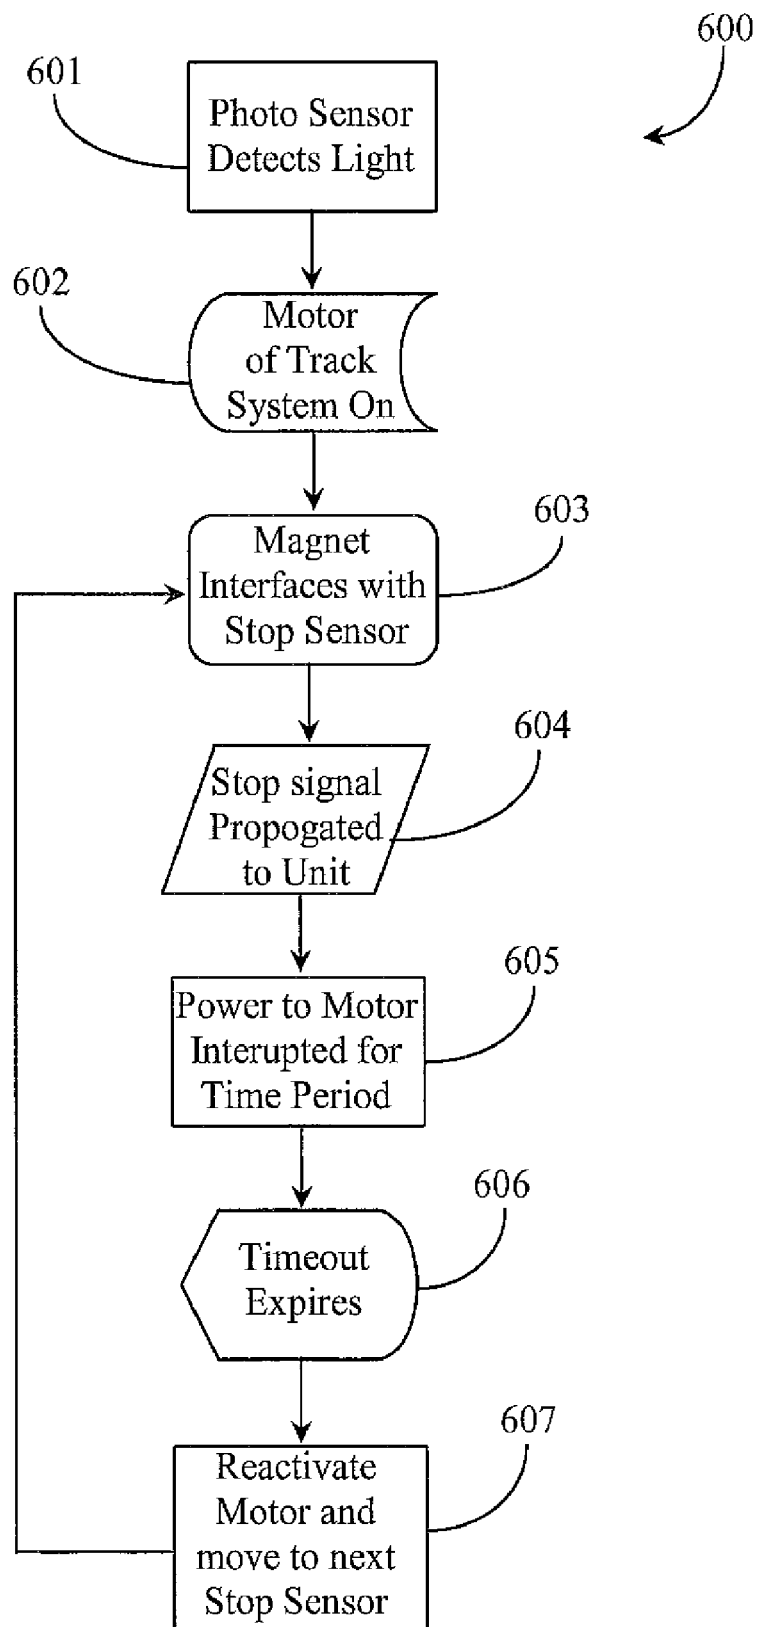 600
601
Photo Sensor
Detects Light
602
Motor
of Track
System On
603
Magnet
Interfaces with
Stop Sensor
604
Stop signal
Propogated
to Unit
605
Power to Motor
Interupted for
Time Period
606
Timeout
Expires
607
Reactivate
Motor and
move to next
Stop Sensor